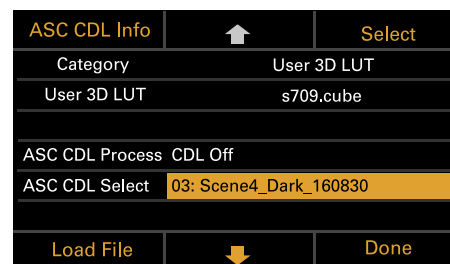 ASC CDL Info Select
Category User 3D LUT
User 3D LUT s709.cube
ASC CDL Process CDL Off
ASC CDL Select 03: Scene4_Dark_160830
Load File Done